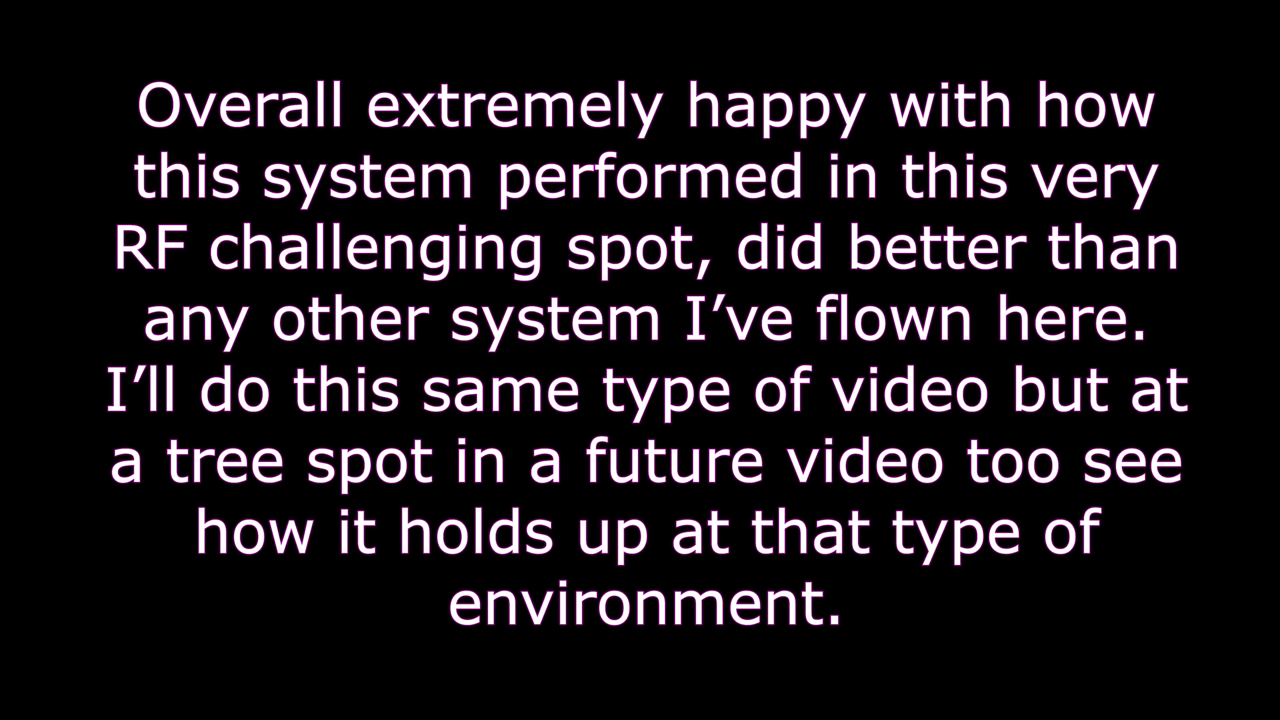 Overall extremely happy with how
this system performed in this very
RF challenging spot, did better than
any other system I’ve flown here.
I’ll do this same type of video but at
a tree spot in a future video too see
how it holds up at that type of
environment.